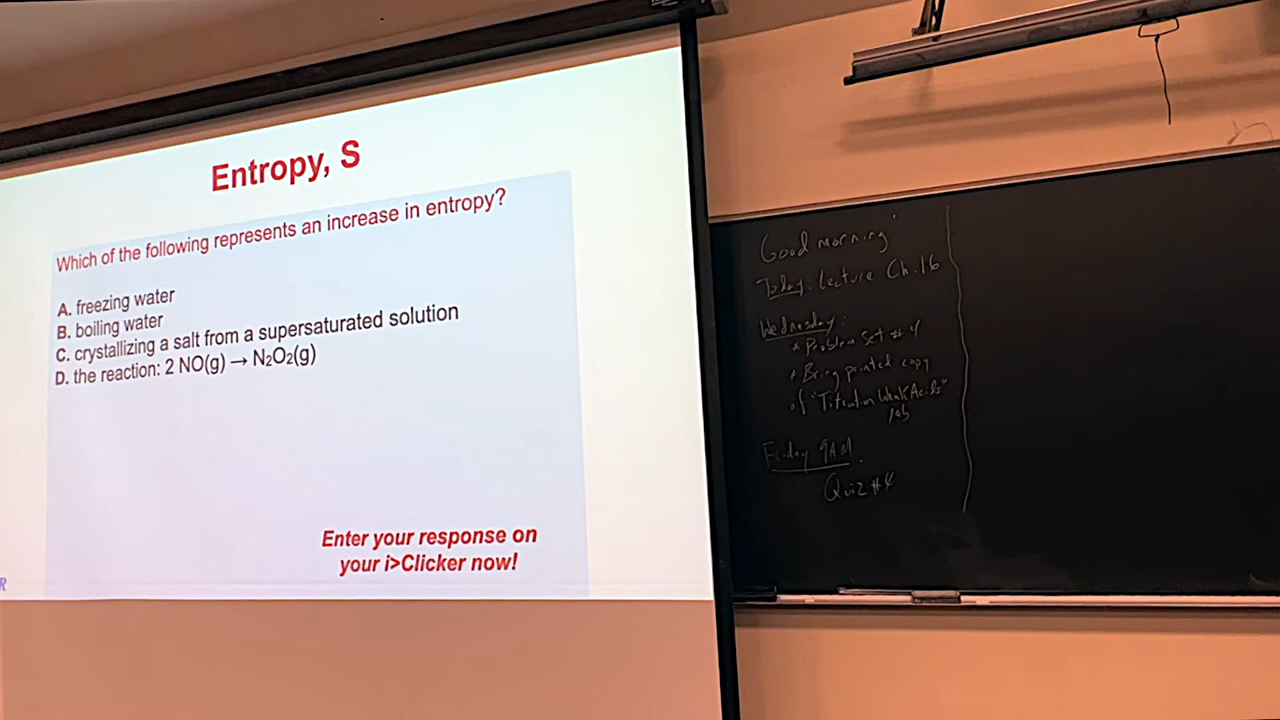 Entropy, S
Which of the following represents an increase in entropy?
A. freezing water
B. boiling water
C. crystallizing a salt from a supersaturated solution
D. the reaction: 2 NO(g) → N₂O₂(g)
Enter your response on
your i>Clicker now!
R
Good morning
Today: Lecture Ch. 16
Wednesday:
* Problem Set #4
* Bring printed copy
of "Titration Weak Acids"
lab
Friday 9AM
Quiz #4